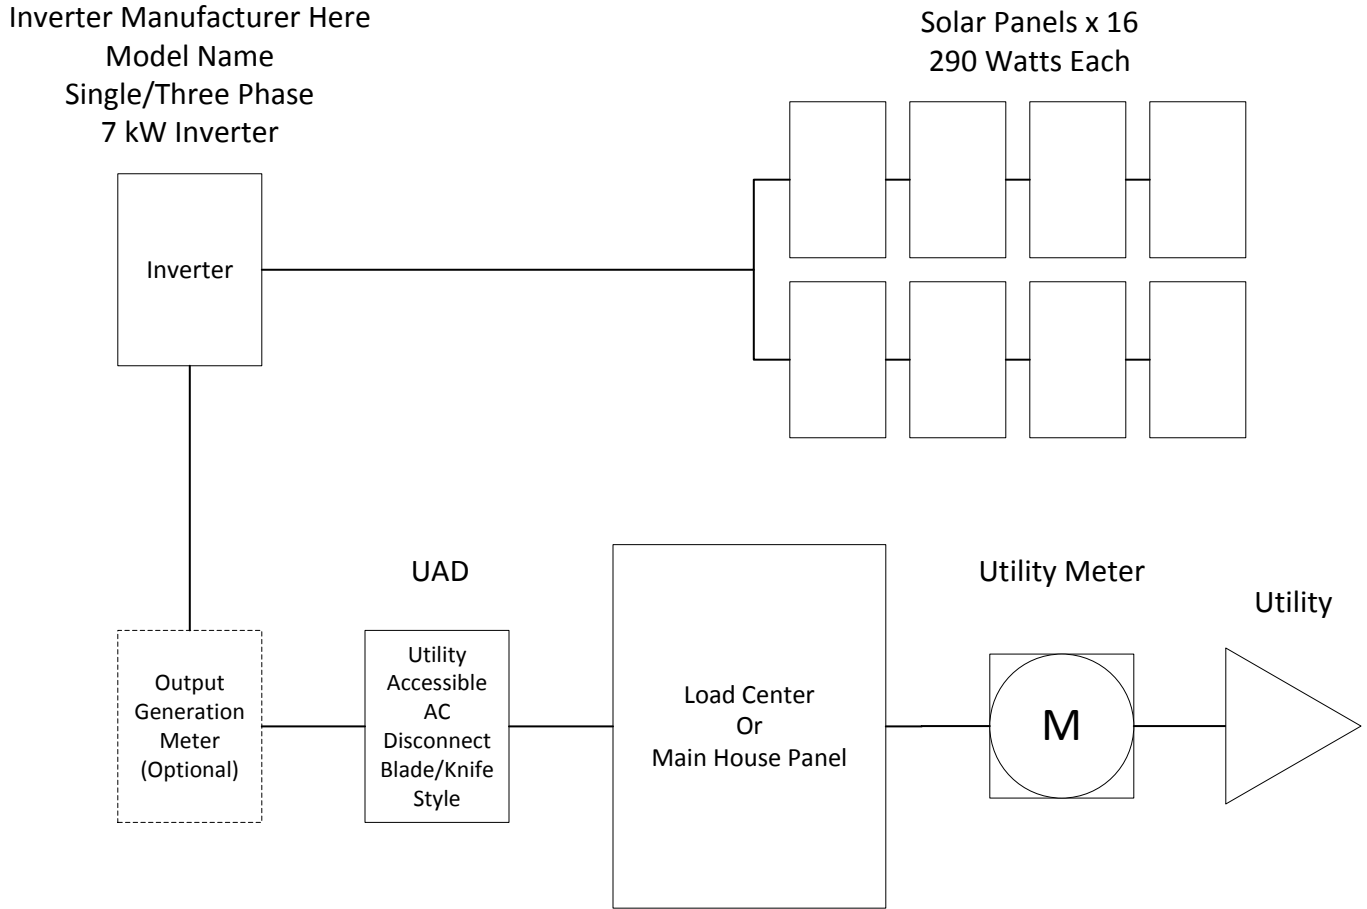 Inverter Manufacturer Here
Model Name
Single/Three Phase
7 kW Inverter
Solar Panels x 16
290 Watts Each
Inverter
UAD
Utility Meter
Utility
Output
Generation
Meter
(Optional)
Utility
Accessible
AC
Disconnect
Blade/Knife
Style
Load Center
Or
Main House Panel
M